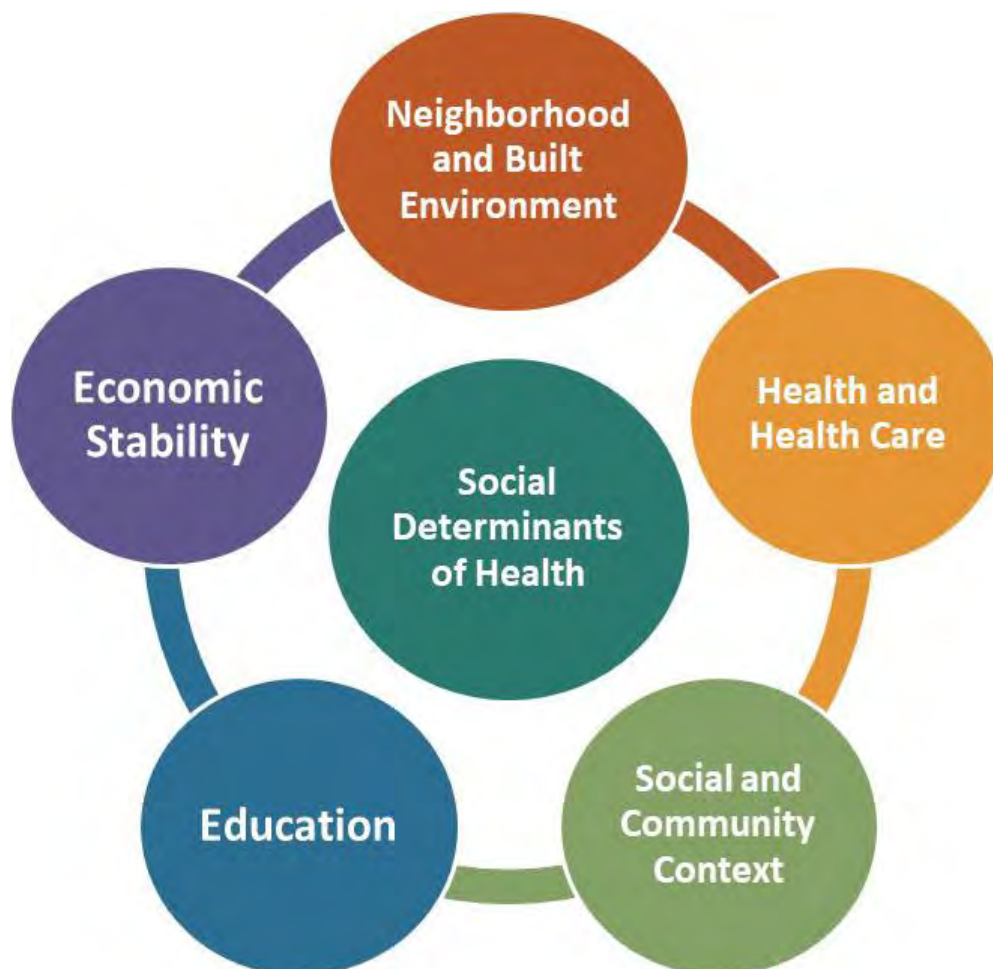 Neighborhood
and Built
Environment
Economic
Stability
Health and
Health Care
Social
Determinants
of Health
Education
Social and
Community
Context